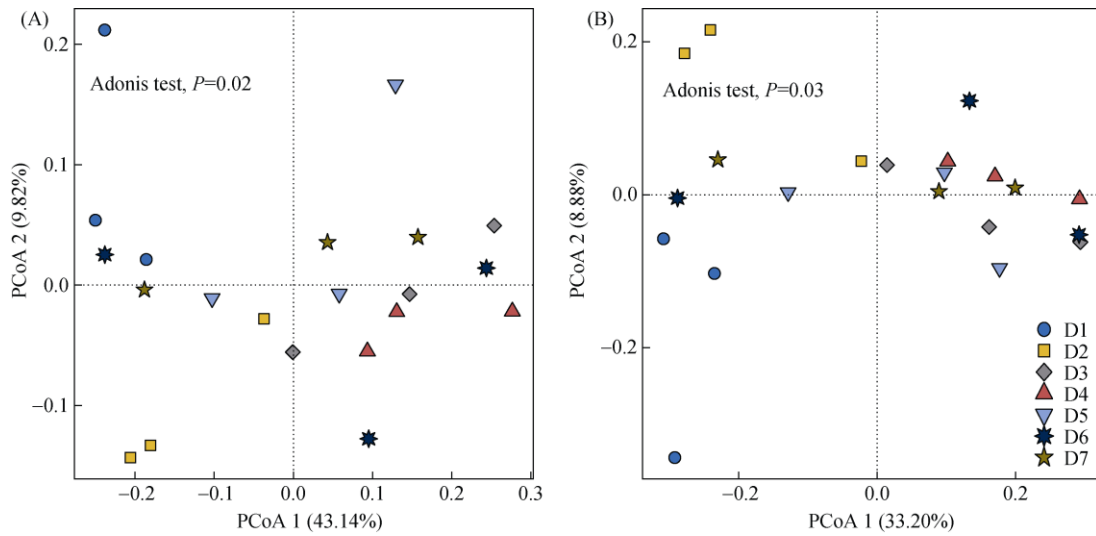 (A)
Adonis test, P=0.02
0.2
0.1
0.0
−0.1
−0.2
−0.1
0.0
0.1
0.2
0.3
PCoA 1 (43.14%)
PCoA 2 (9.82%)
(B)
Adonis test, P=0.03
0.2
0.0
−0.2
−0.2
0.0
0.2
PCoA 1 (33.20%)
PCoA 2 (8.88%)
D1
D2
D3
D4
D5
D6
D7